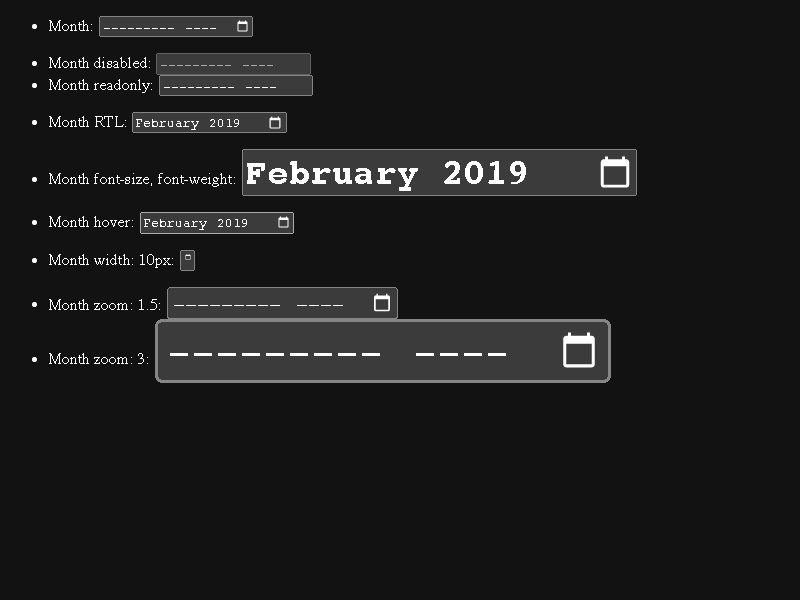 Month: --------- ----
Month disabled: --------- ----
Month readonly: --------- ----
Month RTL: February 2019
Month font-size, font-weight: February 2019
Month hover: February 2019
Month width: 10px:
Month zoom: 1.5: --------- ----
Month zoom: 3: --------- ----